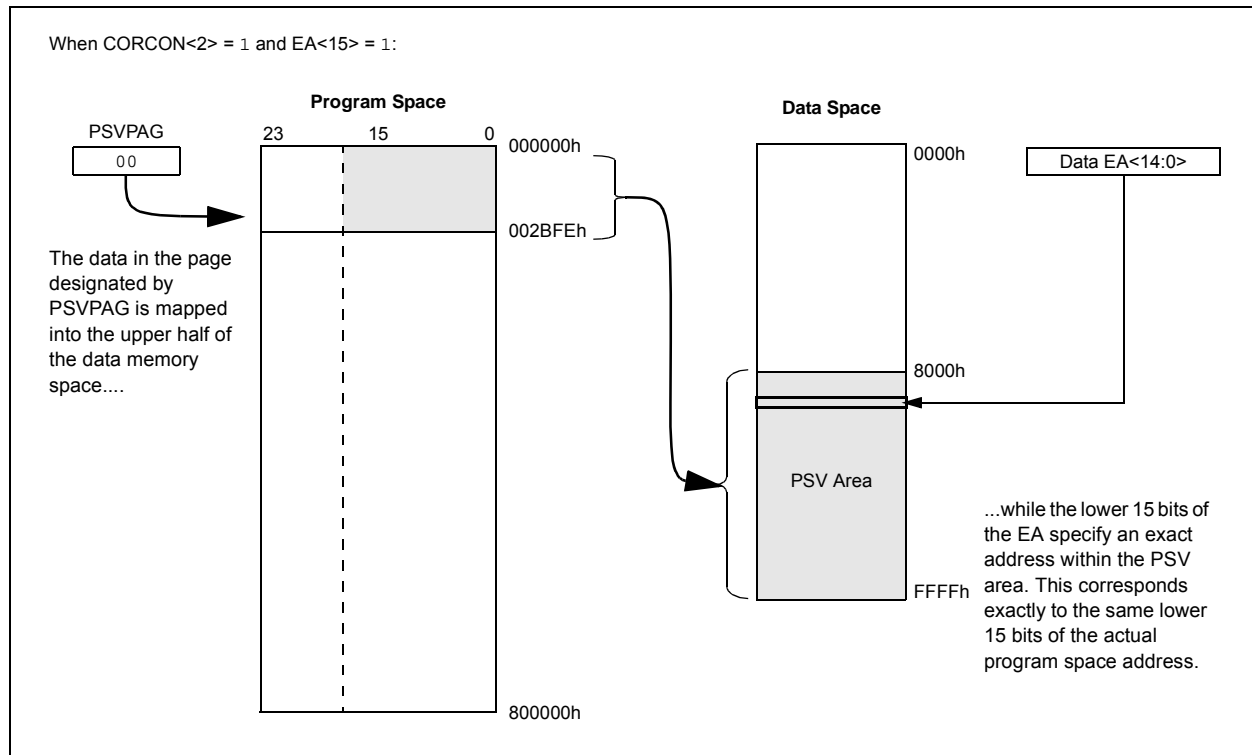 When CORCON<2> = 1 and EA<15> = 1:
Program Space
Data Space
PSVPAG
23 15 0
000000h
0000h
00
Data EA<14:0>
002BFEh
The data in the page
designated by
PSVPAG is mapped
into the upper half of
the data memory
space....
8000h
PSV Area
...while the lower 15 bits of
the EA specify an exact
address within the PSV
area. This corresponds
exactly to the same lower
15 bits of the actual
program space address.
FFFFh
800000h